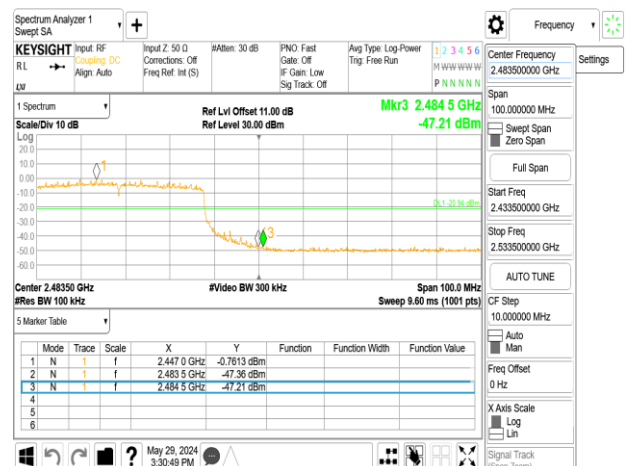 Spectrum Analyzer 1
Swept SA
Frequency
KEYSIGHT Input: RF Input Z: 50 Ω #Atten: 30 dB PNO: Fast Avg Type: Log-Power 1 2 3 4 5 6
RL Coupling: DC Corrections: Off Gate: Off Trig: Free Run M W W W W W
Align: Auto Freq Ref: Int (S) IF Gain: Low
Sig Track: Off P N N N N N
LXI
Center Frequency
2.483500000 GHz
Settings
Span
100.000000 MHz
Swept Span
Zero Span
Full Span
Start Freq
2.433500000 GHz
Stop Freq
2.533500000 GHz
AUTO TUNE
CF Step
10.000000 MHz
Auto
Man
Freq Offset
0 Hz
X Axis Scale
Log
Lin
Signal Track
(Span Zoom)
1 Spectrum
Ref Lvl Offset 11.00 dB Mkr3 2.484 5 GHz
Scale/Div 10 dB Ref Level 30.00 dBm -47.21 dBm
Log
20.0
10.0
0.00
-10.0
-20.0
-30.0
-40.0
-50.0
-60.0
1
DL1 -20.94 dBm
3
Center 2.48350 GHz #Video BW 300 kHz Span 100.0 MHz
#Res BW 100 kHz Sweep 9.60 ms (1001 pts)
5 Marker Table
Mode Trace Scale X Y Function Function Width Function Value
1 N 1 f 2.447 0 GHz -0.7613 dBm
2 N 1 f 2.483 5 GHz -47.36 dBm
3 N 1 f 2.484 5 GHz -47.21 dBm
4
5
6
May 29, 2024
3:30:49 PM